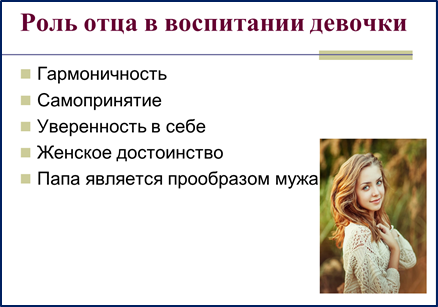 Роль отца в воспитании девочки
Гармоничность
Самопринятие
Уверенность в себе
Женское достоинство
Папа является прообразом мужа